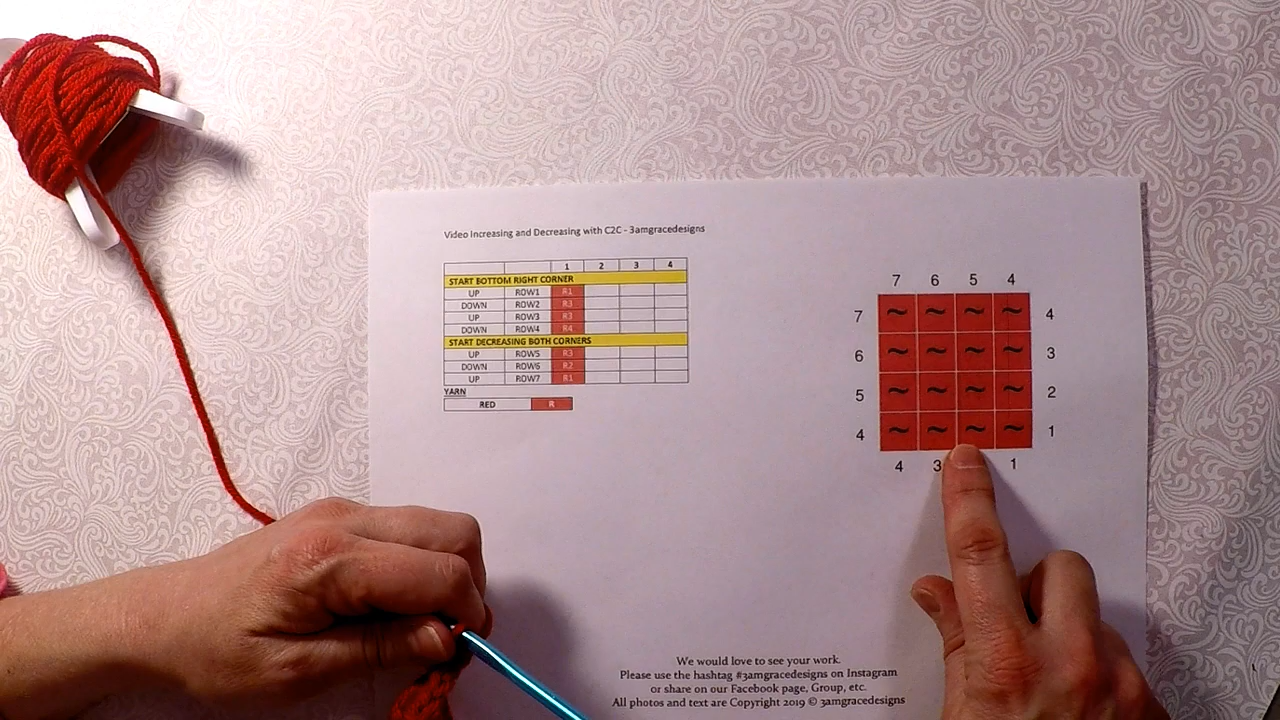 Video Increasing and Decreasing with C2C - 3amgracedesigns
1 2 3 4
START BOTTOM RIGHT CORNER
UP ROW1 R1
DOWN ROW2 R3
UP ROW3 R3
DOWN ROW4 R4
START DECREASING BOTH CORNERS
UP ROW5 R3
DOWN ROW6 R2
UP ROW7 R1
YARN
RED R
7 6 5 4
7 ~ ~ ~ ~ 4
6 ~ ~ ~ ~ 3
5 ~ ~ ~ ~ 2
4 ~ ~ ~ ~ 1
4 3 1
We would love to see your work.
Please use the hashtag #3amgracedesigns on Instagram
or share on our Facebook page, Group, etc.
All photos and text are Copyright 2019 © 3amgracedesigns